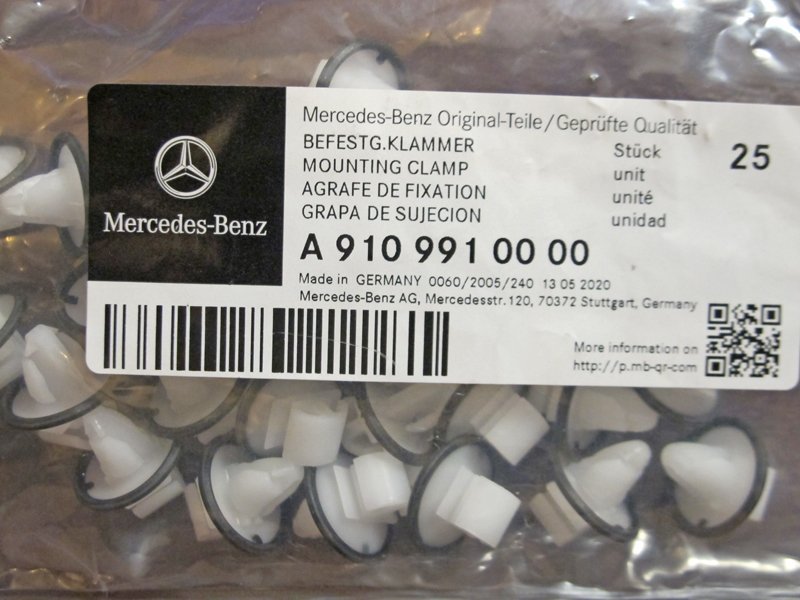 Mercedes-Benz
Mercedes-Benz Original-Teile/Geprüfte Qualität
BEFESTG.KLAMMER Stück 25
MOUNTING CLAMP unit
AGRAFE DE FIXATION unité
GRAPA DE SUJECION unidad
A 910 991 00 00
Made in GERMANY 0060/2005/240 13 05 2020
Mercedes-Benz AG, Mercedesstr. 120, 70372 Stuttgart, Germany
More information on
http://p.mb-qr-com